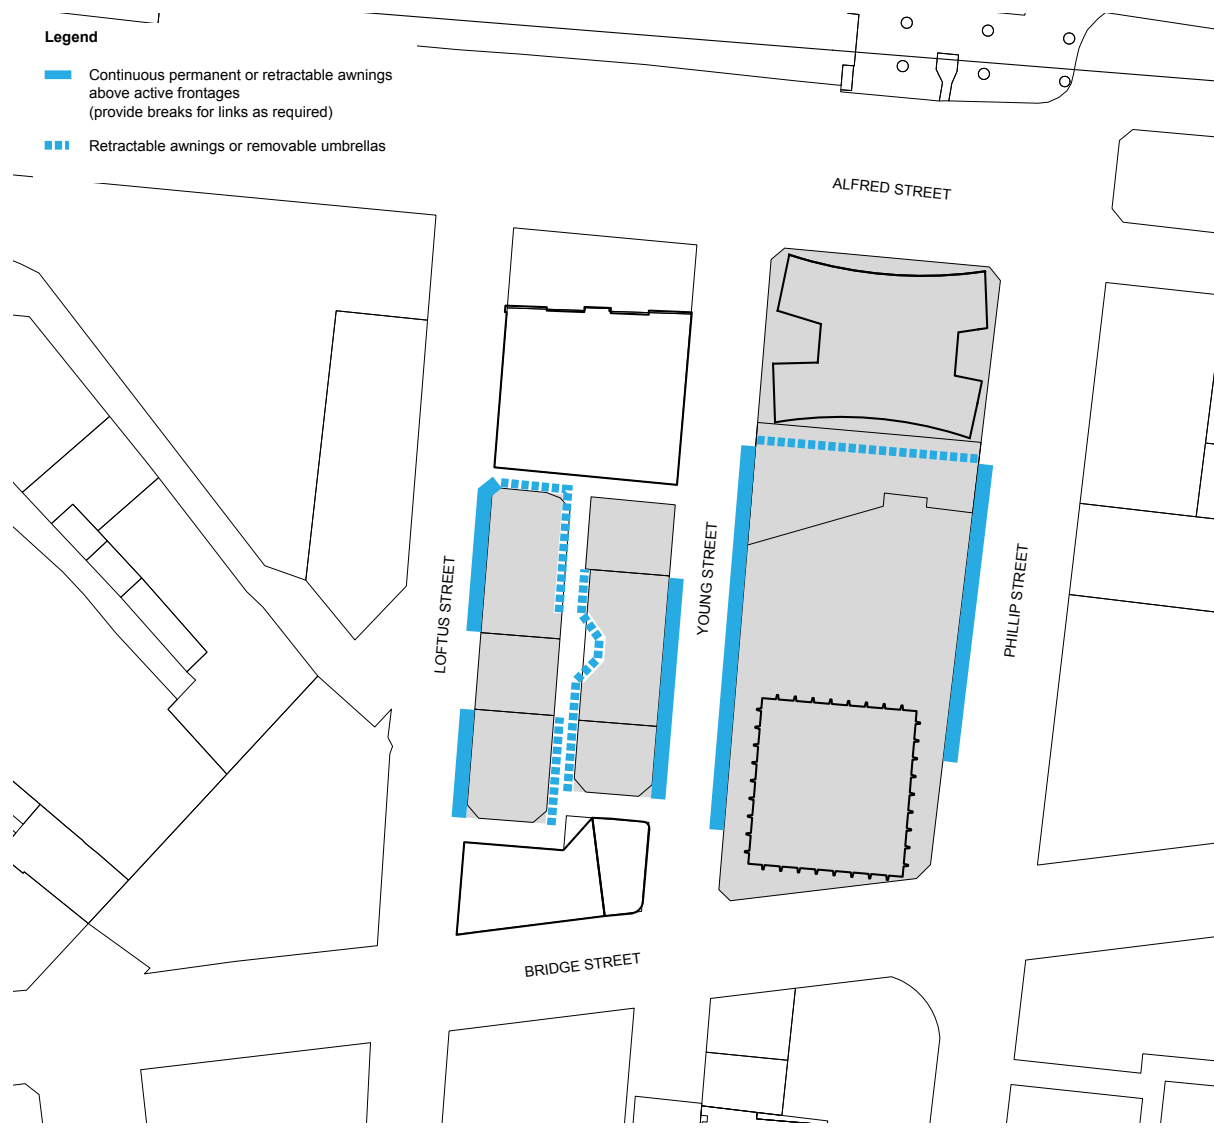 Legend
Continuous permanent or retractable awnings
above active frontages
(provide breaks for links as required)
Retractable awnings or removable umbrellas
ALFRED STREET
LOFTUS STREET
YOUNG STREET
PHILLIP STREET
BRIDGE STREET